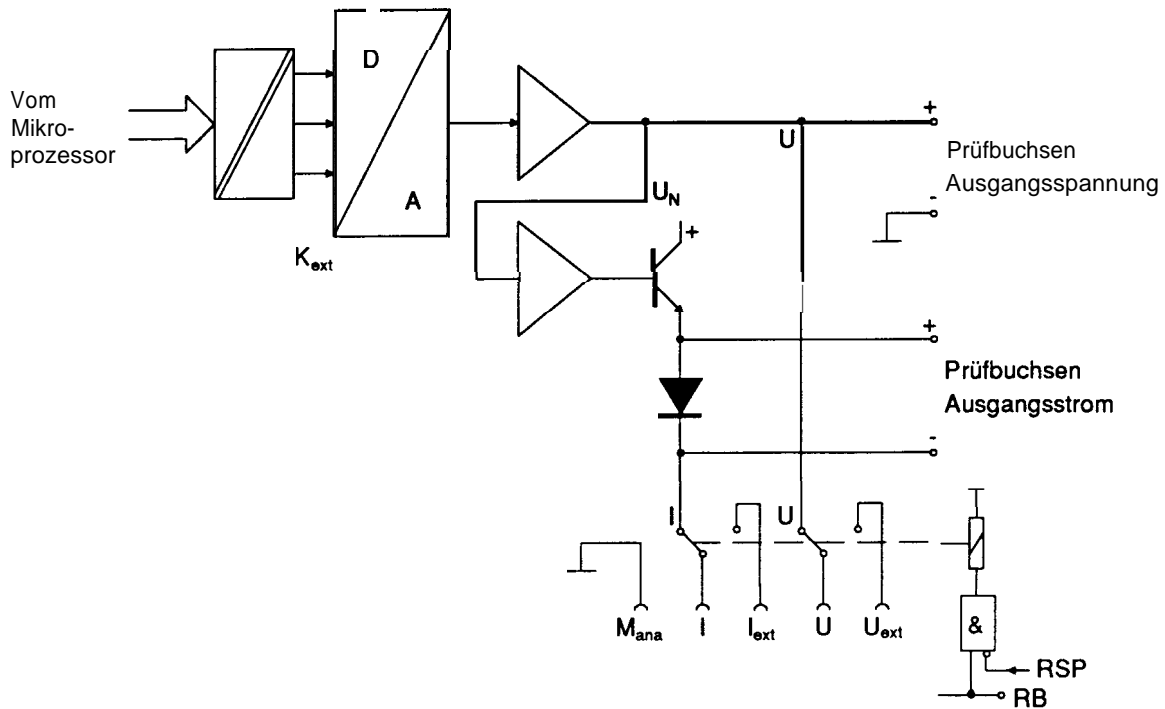 D
Vom
Mikro-
prozessor
A
K_ext
U_N
U
+
Prüfbuchsen
Ausgangsspannung
-
+
+
Prüfbuchsen
Ausgangsstrom
-
I
U
M_ana
I
I_ext
U
U_ext
&
RSP
RB